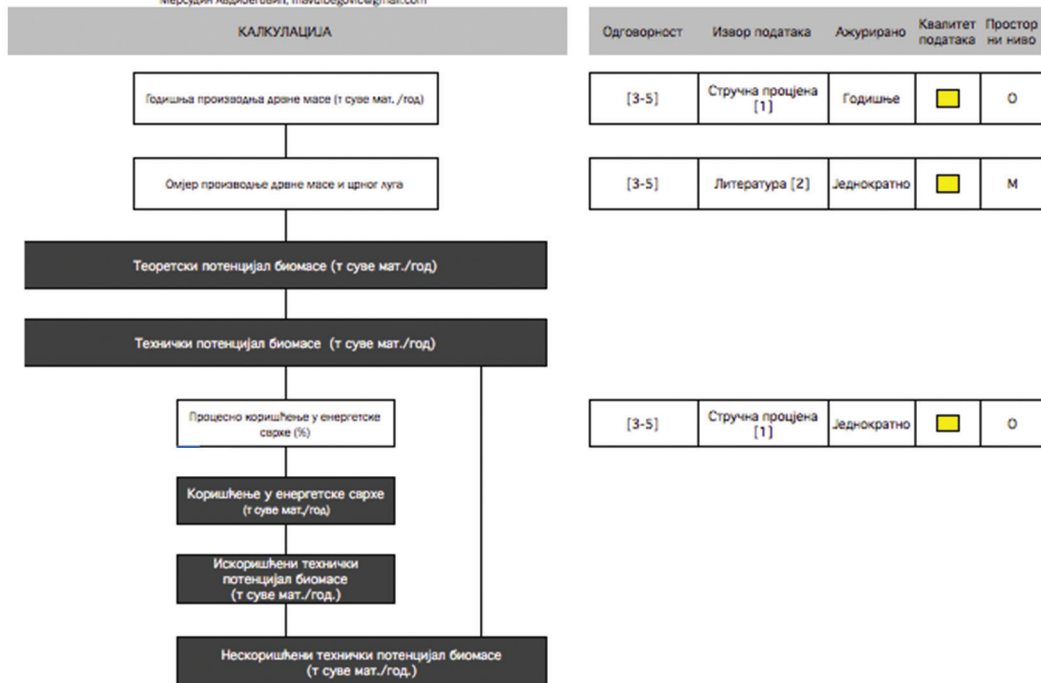 КАЛКУЛАЦИЈА
Одговорност
Извор података
Ажурирано
Квалитет
података
Простор
ни ниво
Годишња производња дрвне масе (т суве мат. /год)
[3-5]
Стручна процјена
[1]
Годишње
О
Омјер производње дрвне масе и црног луга
[3-5]
Литература [2]
Једнократно
М
Теоретски потенцијал биомасе (т суве мат./год)
Технички потенцијал биомасе (т суве мат./год)
Процесно коришћење у енергетске
сврхе (%)
[3-5]
Стручна процјена
[1]
Једнократно
О
Коришћење у енергетске сврхе
(т суве мат./год)
Искоришћени технички
потенцијал биомасе
(т суве мат./год.)
Нескоришћени технички потенцијал биомасе
(т суве мат./год.)